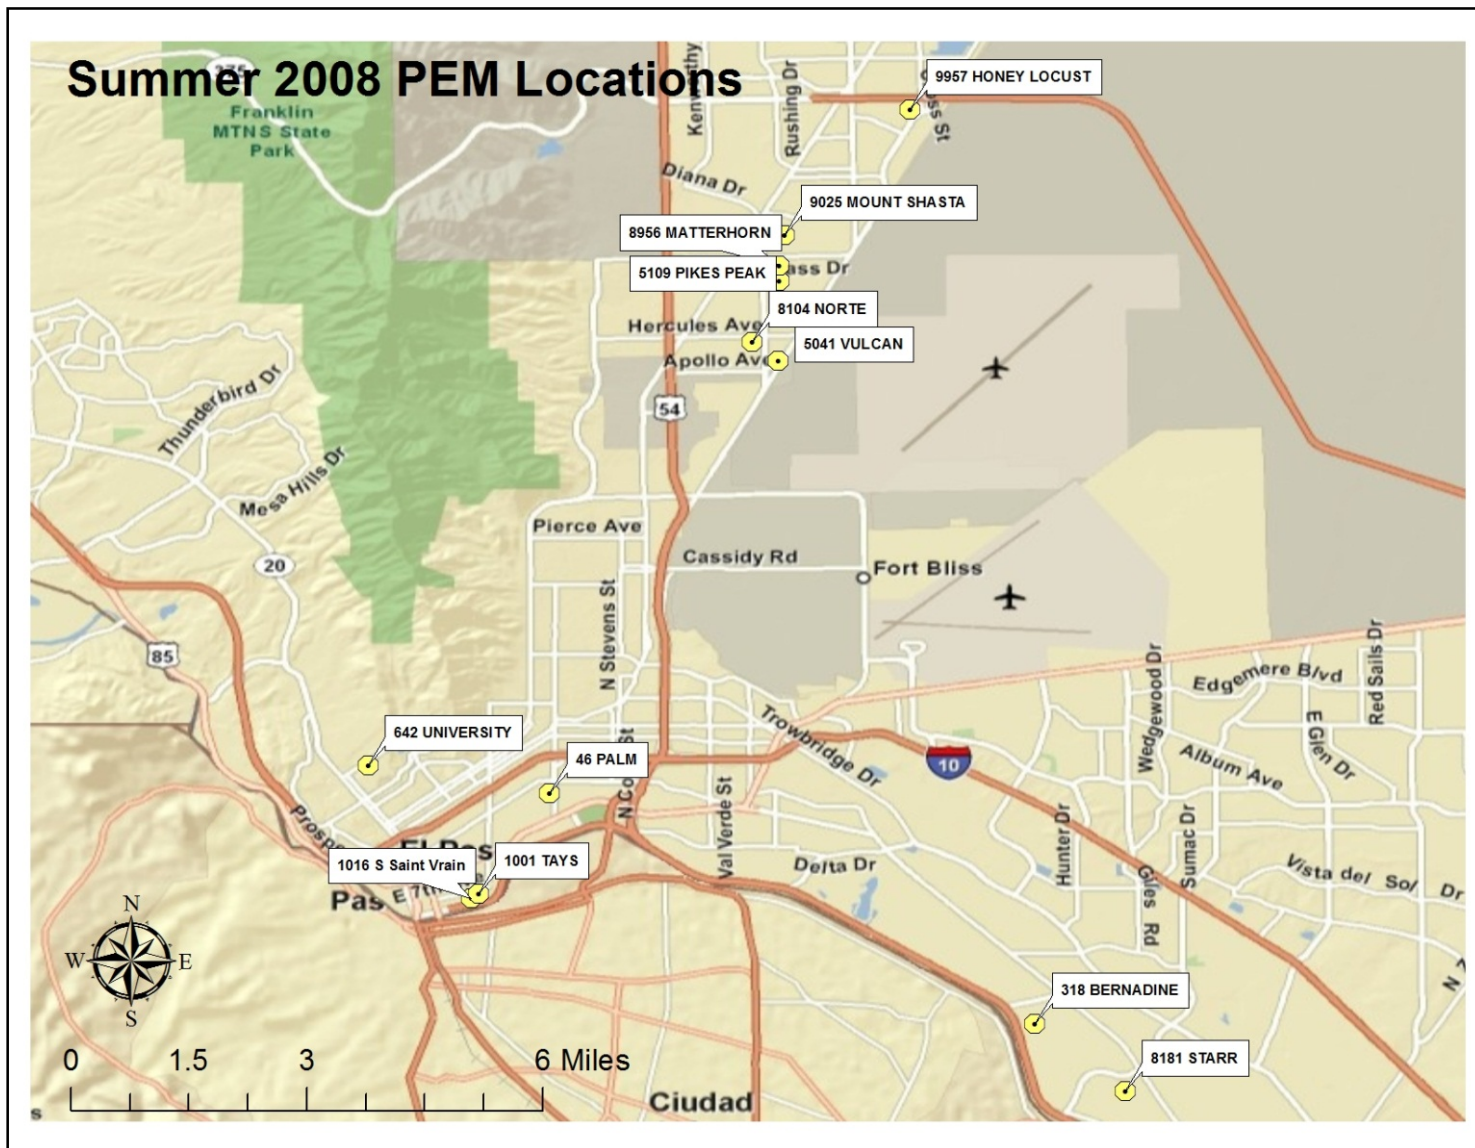 Summer 2008 PEM Locations
375
Franklin
MTNS State
Park
Kenworthy
Rushing Dr
9957 HONEY LOCUST
Diana Dr
9025 MOUNT SHASTA
8956 MATTERHORN
ass Dr
5109 PIKES PEAK
8104 NORTE
Hercules Ave
5041 VULCAN
Apollo Ave
54
Thunderbird Dr
Mesa Hills Dr
Pierce Ave
20
Cassidy Rd
Fort Bliss
N Stevens St
85
Wedgewood Dr
Edgemere Blvd
Red Sails Dr
642 UNIVERSITY
Trowbridge Dr
E Glen Dr
46 PALM
10
Album Ave
Val Verde St
Hunter Dr
Giles Rd
Sumac Dr
1001 TAYS
1016 S Saint Vrain
Delta Dr
Vista del Sol Dr
E 7th
Pas
N
W E
S
318 BERNADINE
8181 STARR
0 1.5 3 6 Miles
Ciudad